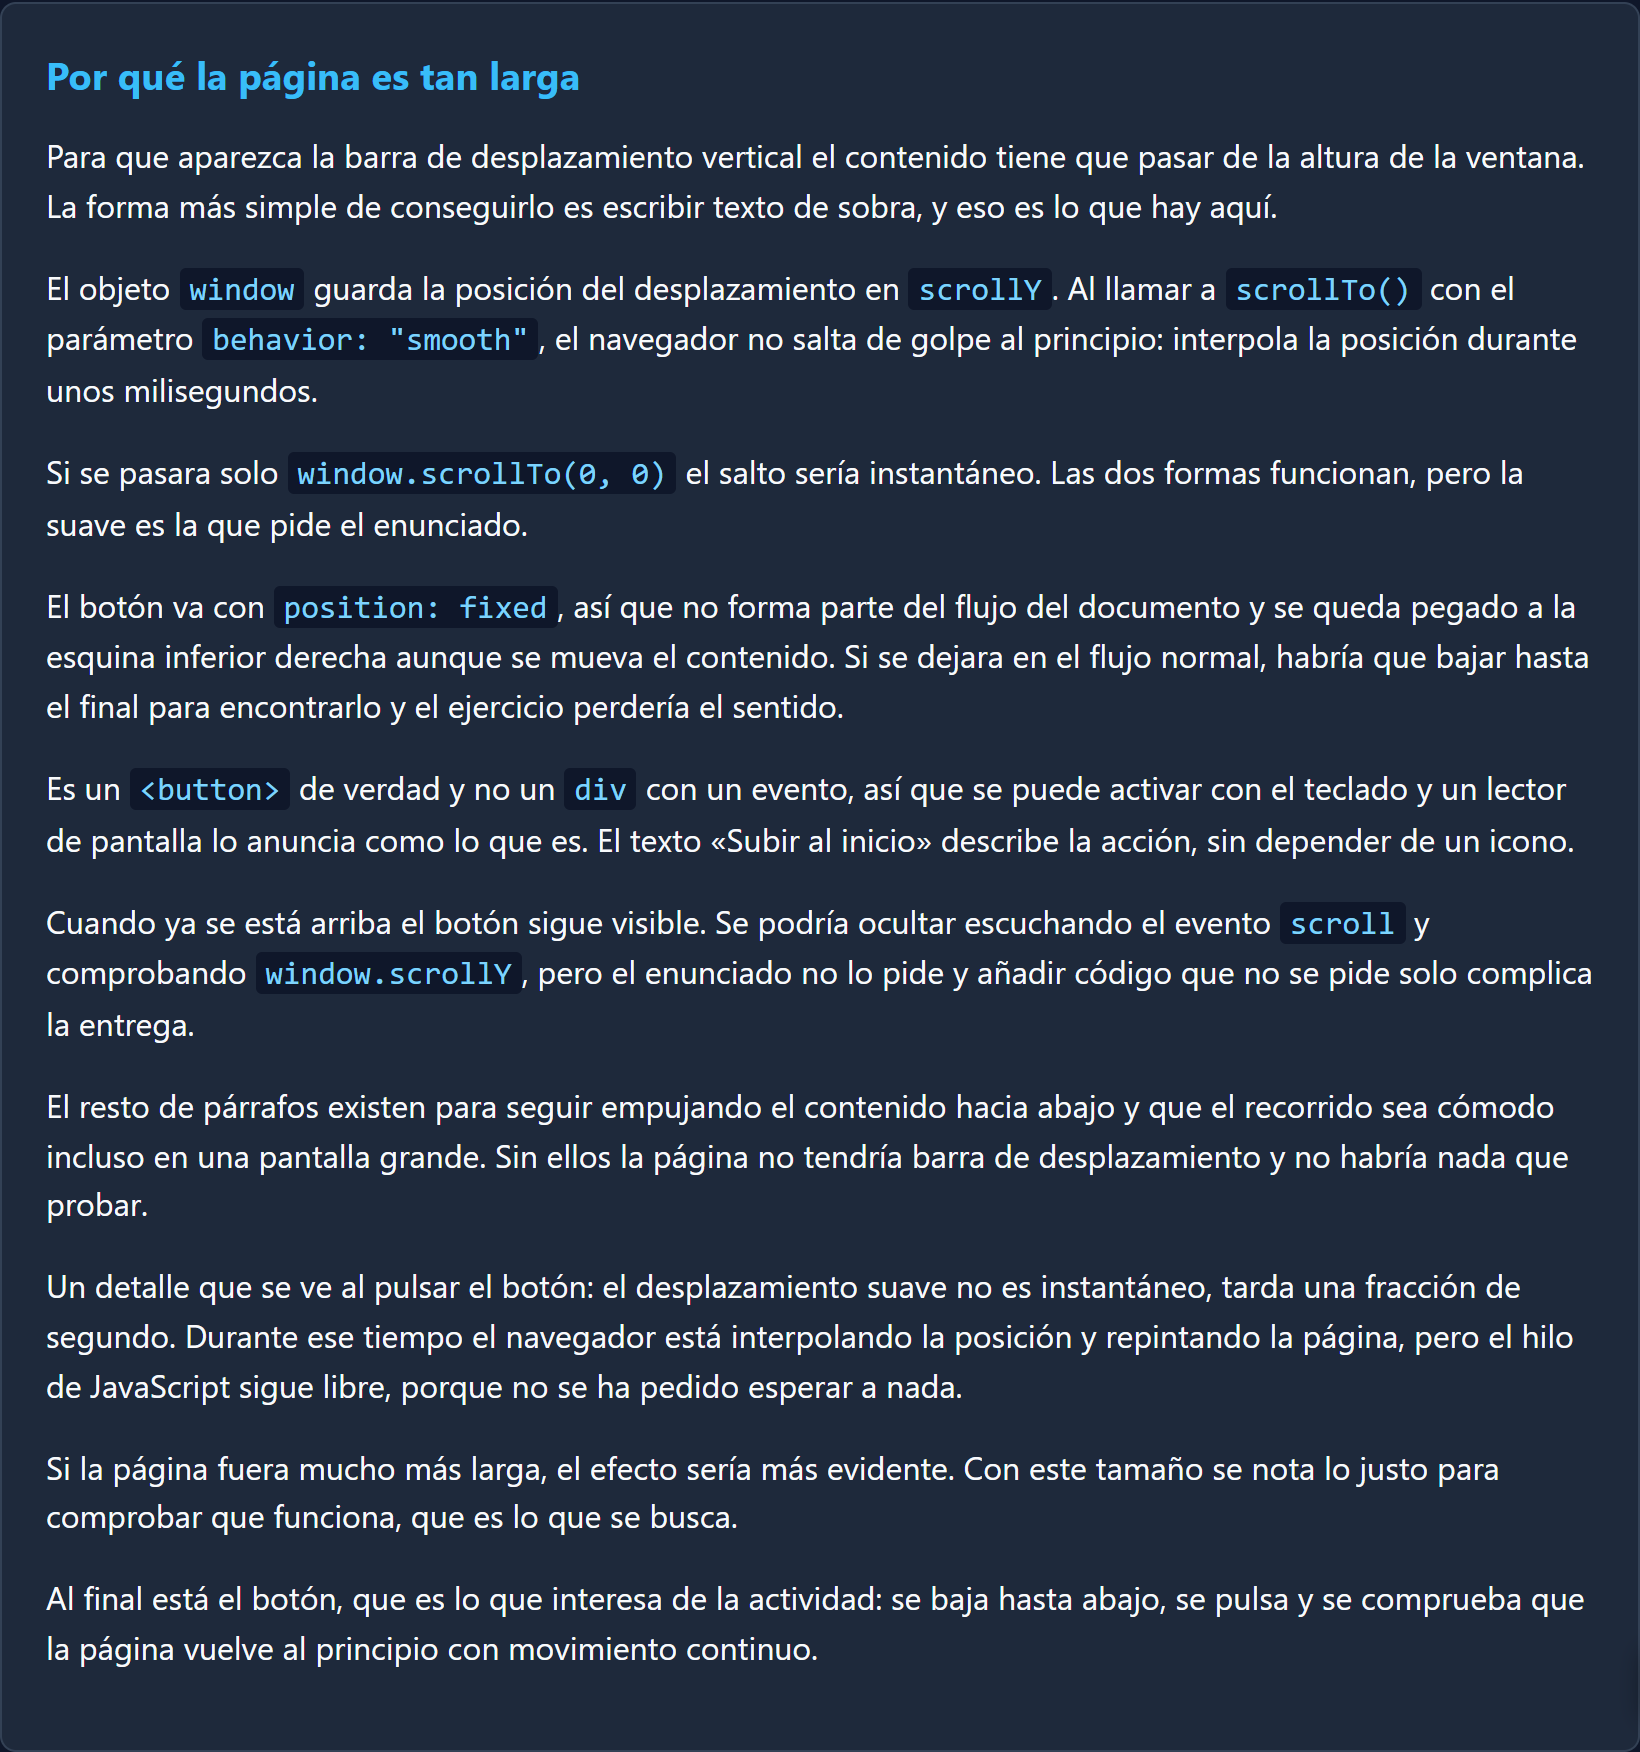 Por qué la página es tan larga
Para que aparezca la barra de desplazamiento vertical el contenido tiene que pasar de la altura de la ventana.
La forma más simple de conseguirlo es escribir texto de sobra, y eso es lo que hay aquí.
El objeto window guarda la posición del desplazamiento en scrollY. Al llamar a scrollTo() con el
parámetro behavior: "smooth", el navegador no salta de golpe al principio: interpola la posición durante
unos milisegundos.
Si se pasara solo window.scrollTo(0, 0) el salto sería instantáneo. Las dos formas funcionan, pero la
suave es la que pide el enunciado.
El botón va con position: fixed, así que no forma parte del flujo del documento y se queda pegado a la
esquina inferior derecha aunque se mueva el contenido. Si se dejara en el flujo normal, habría que bajar hasta
el final para encontrarlo y el ejercicio perdería el sentido.
Es un <button> de verdad y no un div con un evento, así que se puede activar con el teclado y un lector
de pantalla lo anuncia como lo que es. El texto «Subir al inicio» describe la acción, sin depender de un icono.
Cuando ya se está arriba el botón sigue visible. Se podría ocultar escuchando el evento scroll y
comprobando window.scrollY, pero el enunciado no lo pide y añadir código que no se pide solo complica
la entrega.
El resto de párrafos existen para seguir empujando el contenido hacia abajo y que el recorrido sea cómodo
incluso en una pantalla grande. Sin ellos la página no tendría barra de desplazamiento y no habría nada que
probar.
Un detalle que se ve al pulsar el botón: el desplazamiento suave no es instantáneo, tarda una fracción de
segundo. Durante ese tiempo el navegador está interpolando la posición y repintando la página, pero el hilo
de JavaScript sigue libre, porque no se ha pedido esperar a nada.
Si la página fuera mucho más larga, el efecto sería más evidente. Con este tamaño se nota lo justo para
comprobar que funciona, que es lo que se busca.
Al final está el botón, que es lo que interesa de la actividad: se baja hasta abajo, se pulsa y se comprueba que
la página vuelve al principio con movimiento continuo.